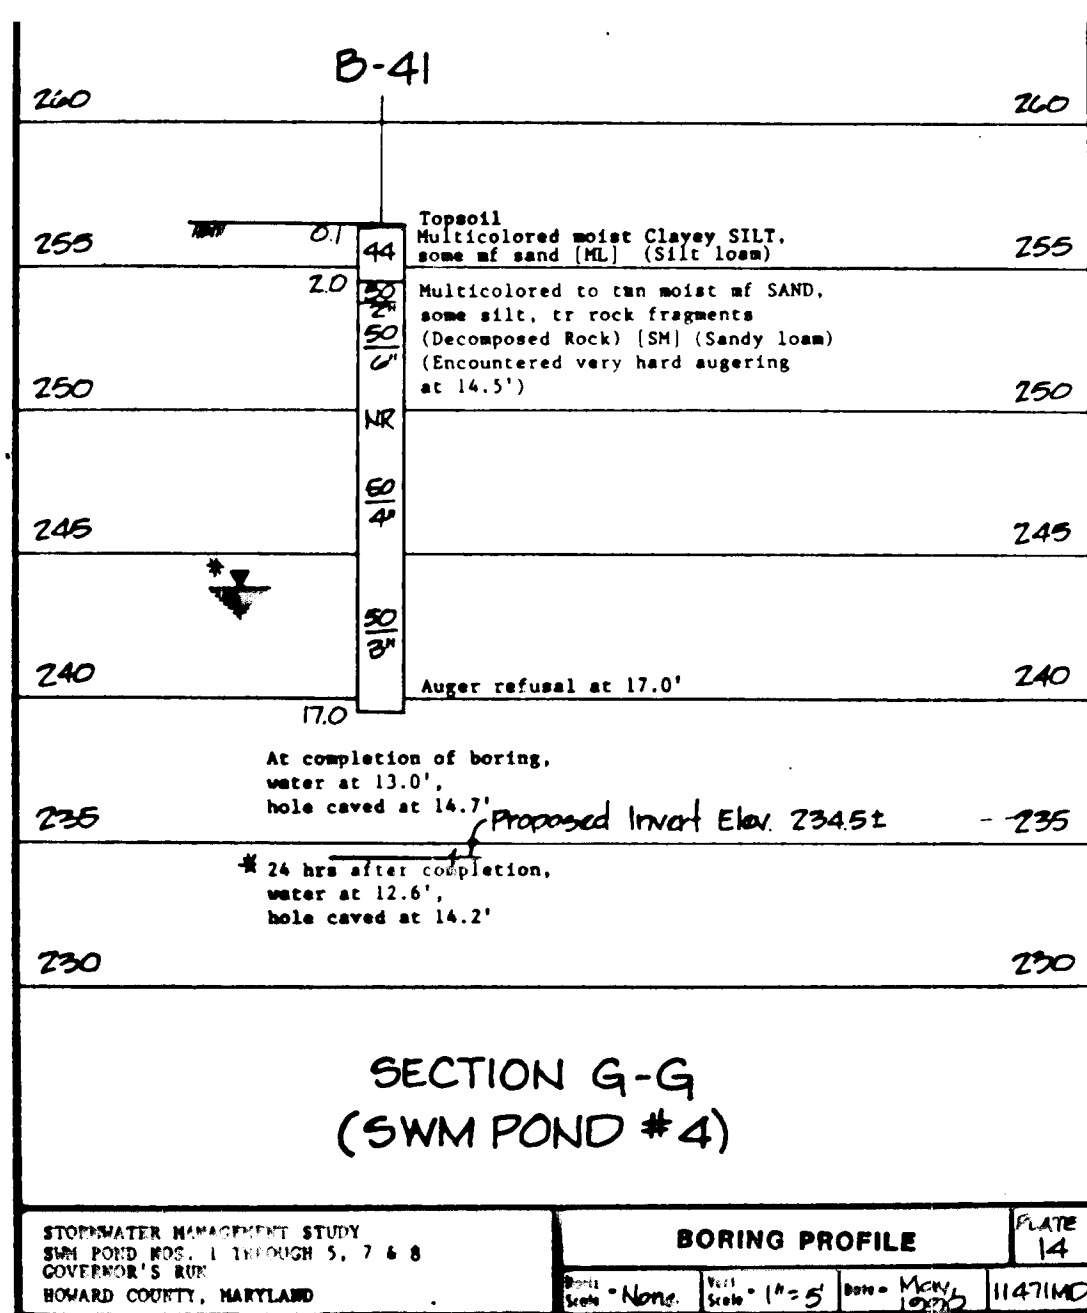 B-41
260 260
Topsoil
0.1 Multicolored moist Clayey SILT,
255 44 some mf sand [ML] (Silt loam) 255
2.0 50 Multicolored to tan moist mf SAND,
2" some silt, tr rock fragments
50 (Decomposed Rock) [SM] (Sandy loam)
6" (Encountered very hard augering
250 at 14.5') 250
NR
50
4"
245 245
*
50
3"
240 Auger refusal at 17.0' 240
17.0
At completion of boring,
water at 13.0',
hole caved at 14.7'
235 Proposed Invert Elev. 234.5± 235
* 24 hrs after completion,
water at 12.6',
hole caved at 14.2'
230 230
SECTION G-G
(SWM POND #4)
STORMWATER MANAGEMENT STUDY
SWM POND NOS. 1 THROUGH 5, 7 & 8
GOVERNOR'S RUN
HOWARD COUNTY, MARYLAND
BORING PROFILE
PLATE
14
Horiz
Scale = None.
Vert
Scale = 1"=5'
Date = May,
11471MC